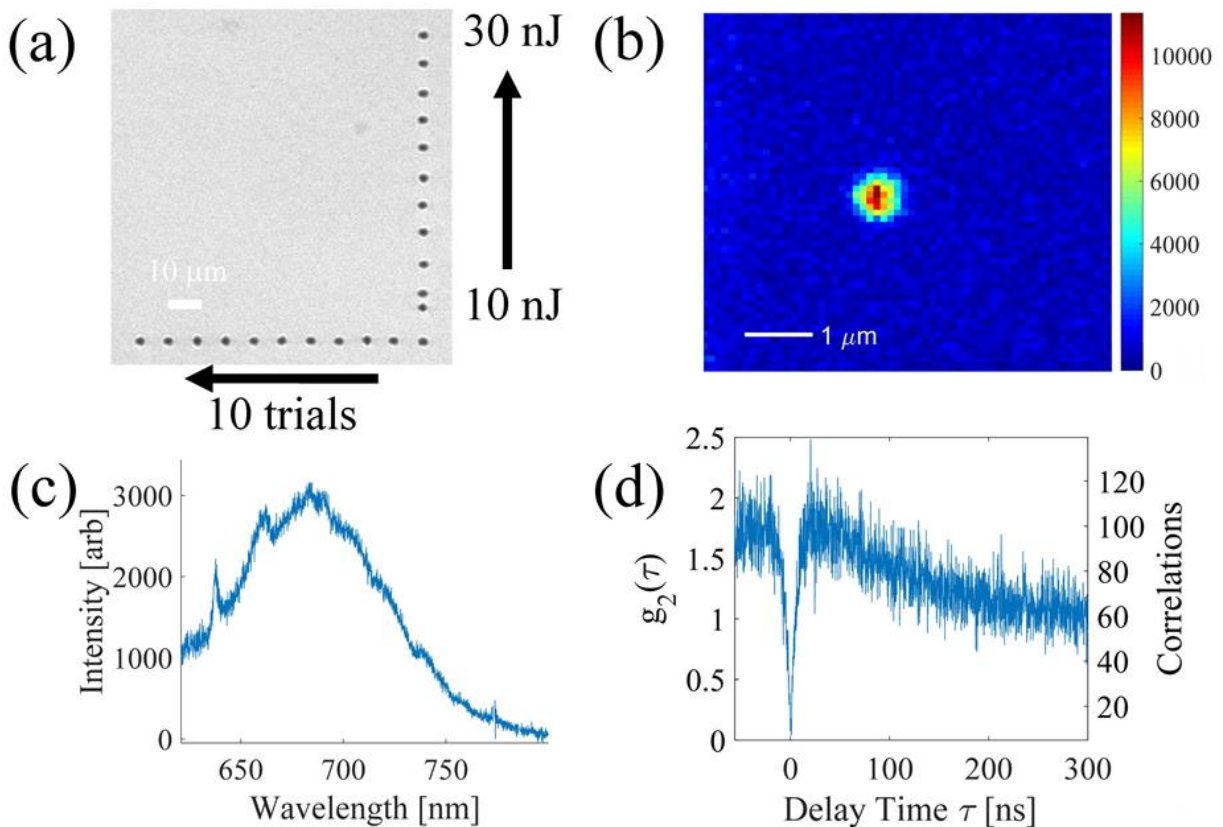 (a)
30 nJ
10 μm
10 nJ
10 trials
(b)
10000
8000
6000
4000
2000
0
1 μm
(c)
3000
2000
1000
0
Intensity [arb]
650
700
750
Wavelength [nm]
(d)
2.5
2
1.5
1
0.5
0
g₂(τ)
120
100
80
60
40
20
Correlations
0
100
200
300
Delay Time τ [ns]